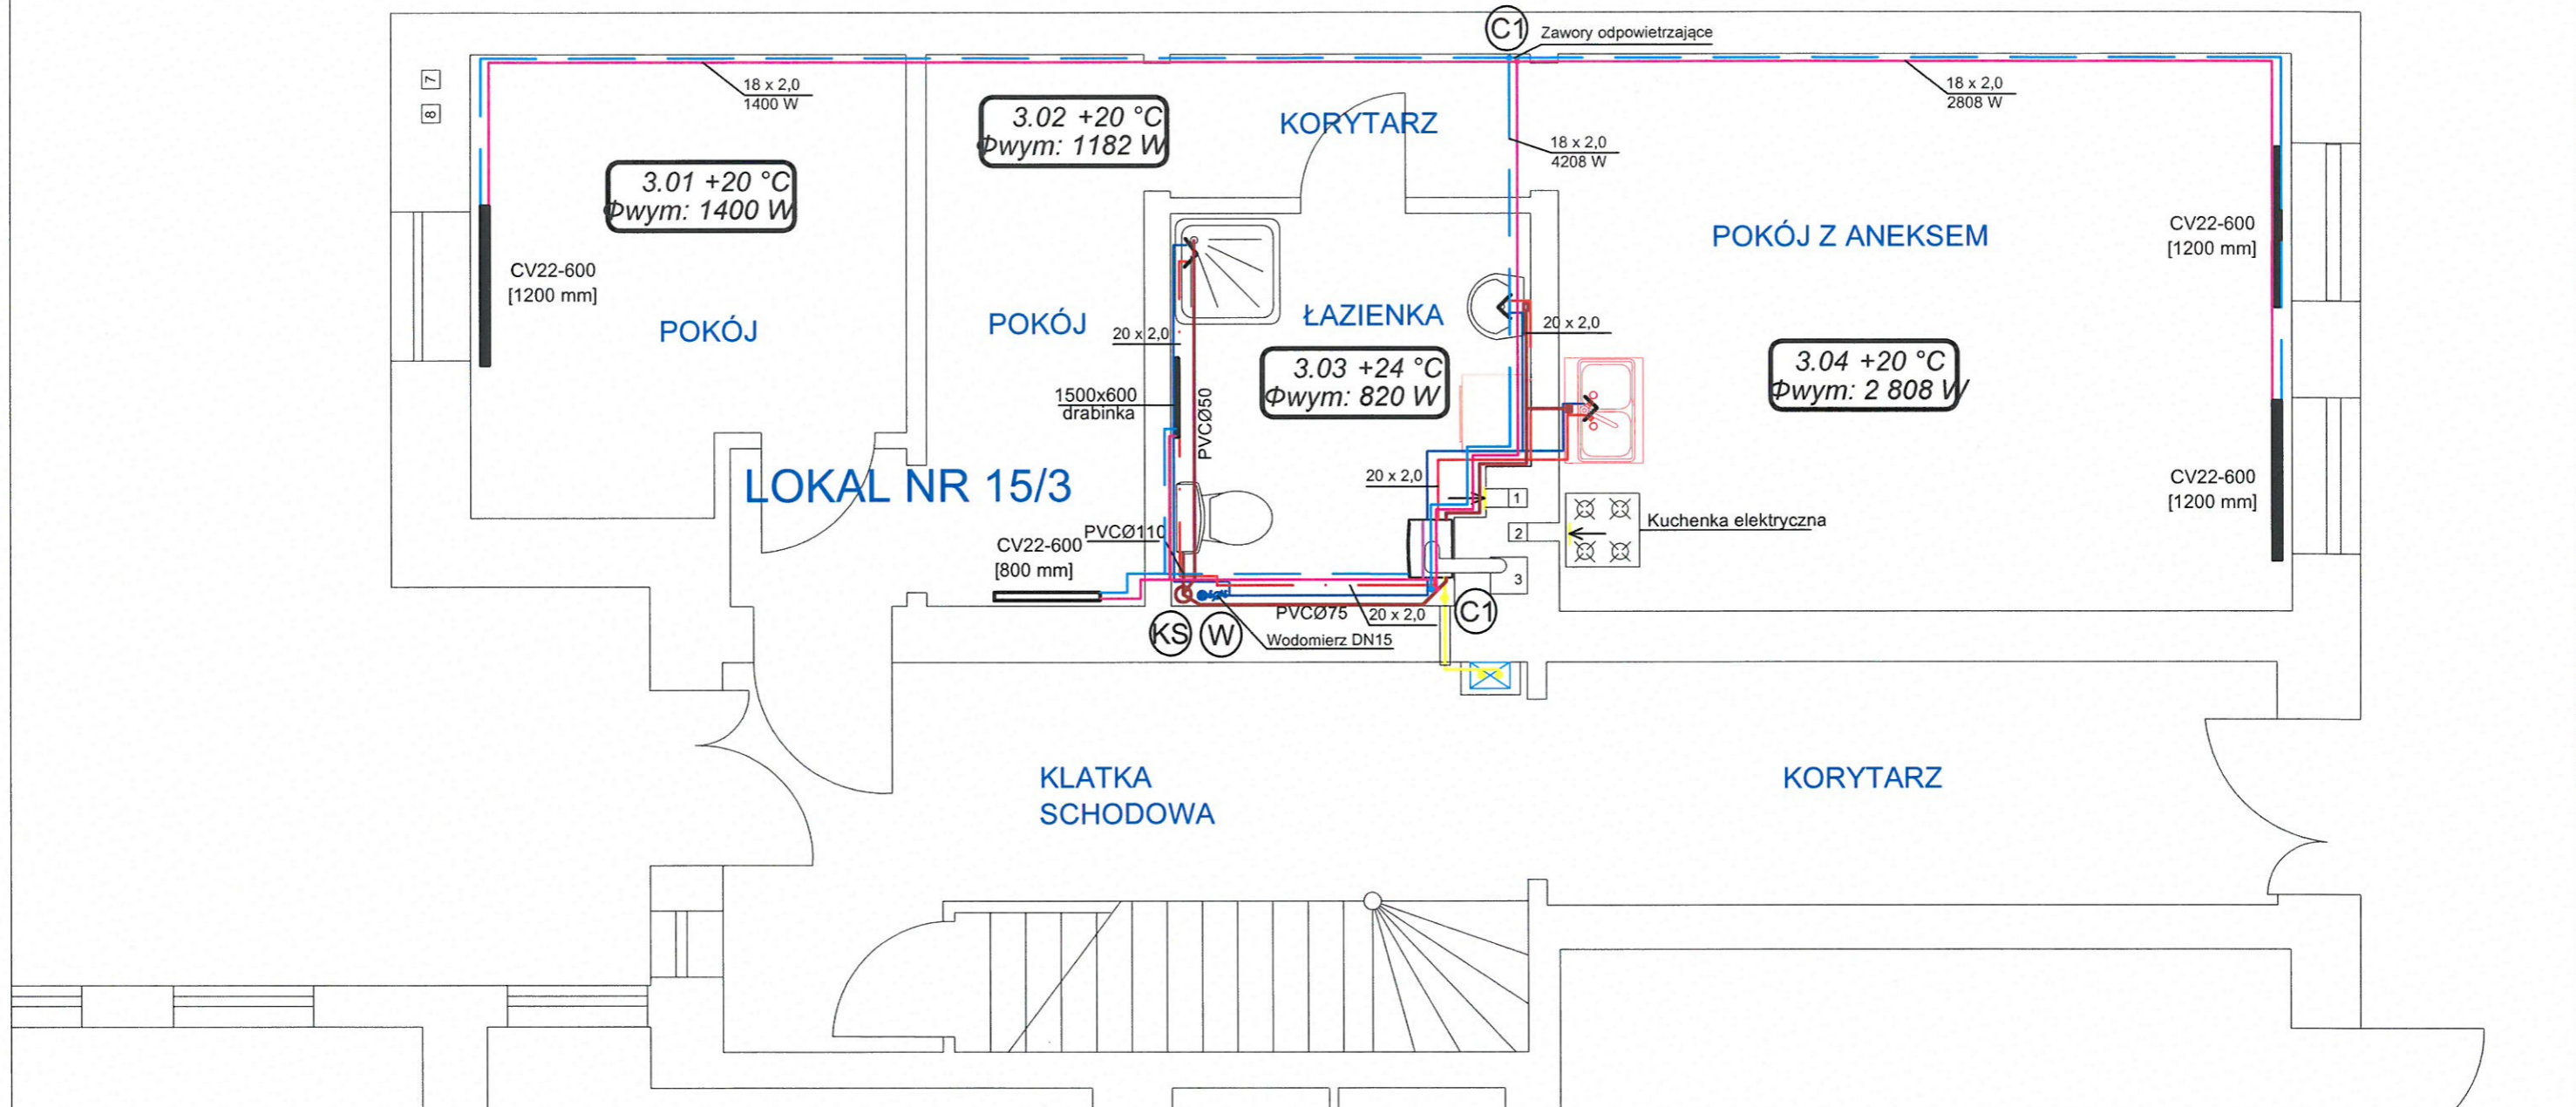 C1
Zawory odpowietrzające
7
8
18 x 2,0
1400 W
3.02 +20 °C
Φwym: 1182 W
KORYTARZ
18 x 2,0
4208 W
18 x 2,0
2808 W
3.01 +20 °C
Φwym: 1400 W
CV22-600
[1200 mm]
POKÓJ
POKÓJ
20 x 2,0
ŁAZIENKA
20 x 2,0
POKÓJ Z ANEKSEM
CV22-600
[1200 mm]
3.03 +24 °C
Φwym: 820 W
3.04 +20 °C
Φwym: 2 808 W
1500x600
drabinka
PVCØ50
LOKAL NR 15/3
20 x 2,0
1
2
3
Kuchenka elektryczna
CV22-600
[1200 mm]
PVCØ110
CV22-600
[800 mm]
PVCØ75
20 x 2,0
C1
KS
W
Wodomierz DN15
KLATKA
SCHODOWA
KORYTARZ